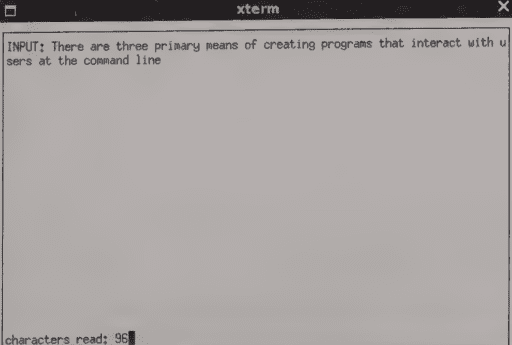 xterm
INPUT: There are three primary means of creating programs that interact with u
sers at the command line
characters read: 96